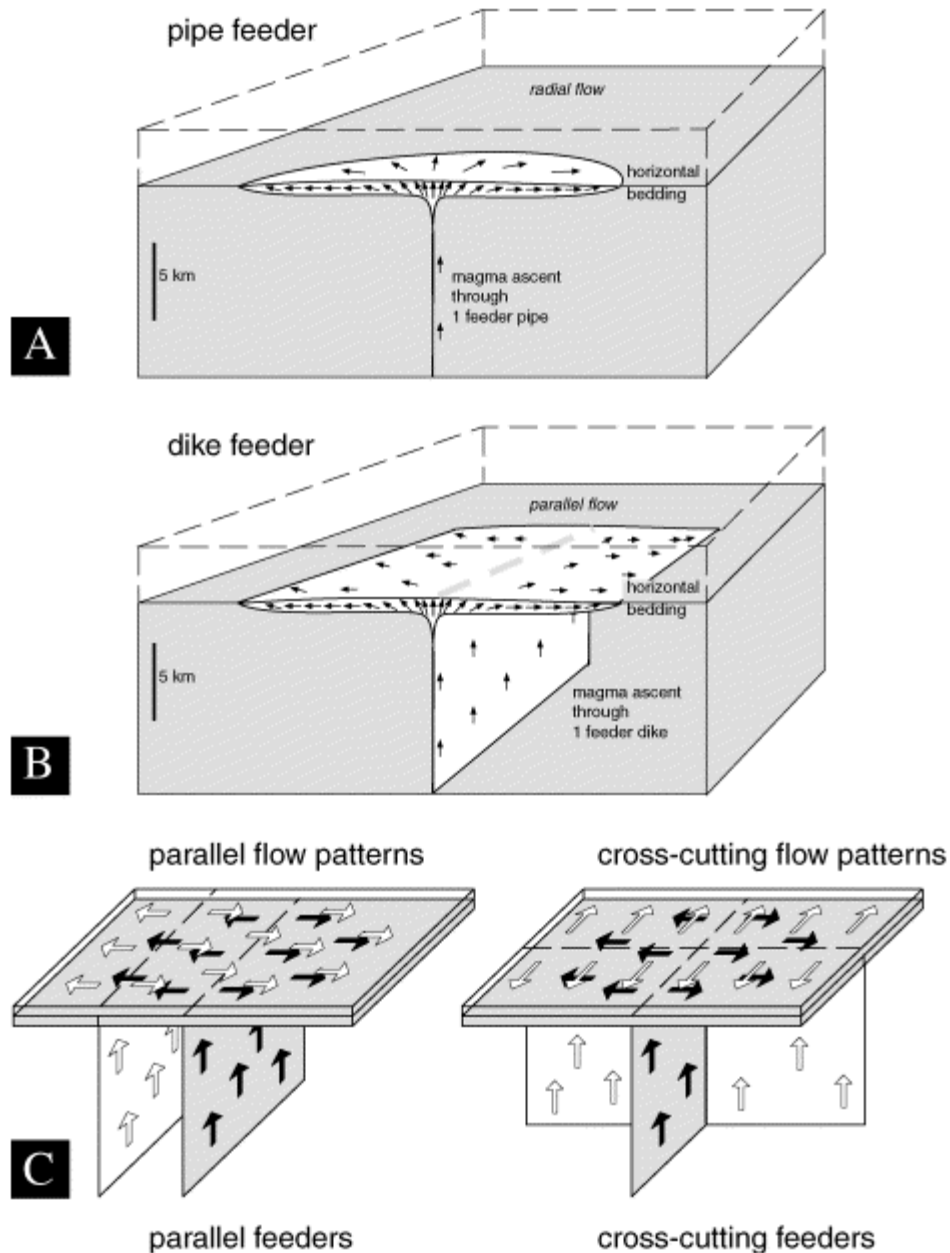 pipe feeder
radial flow
horizontal
bedding
5 km
magma ascent
through
1 feeder pipe
A
dike feeder
parallel flow
horizontal
bedding
5 km
magma ascent
through
1 feeder dike
B
parallel flow patterns
cross-cutting flow patterns
C
parallel feeders
cross-cutting feeders